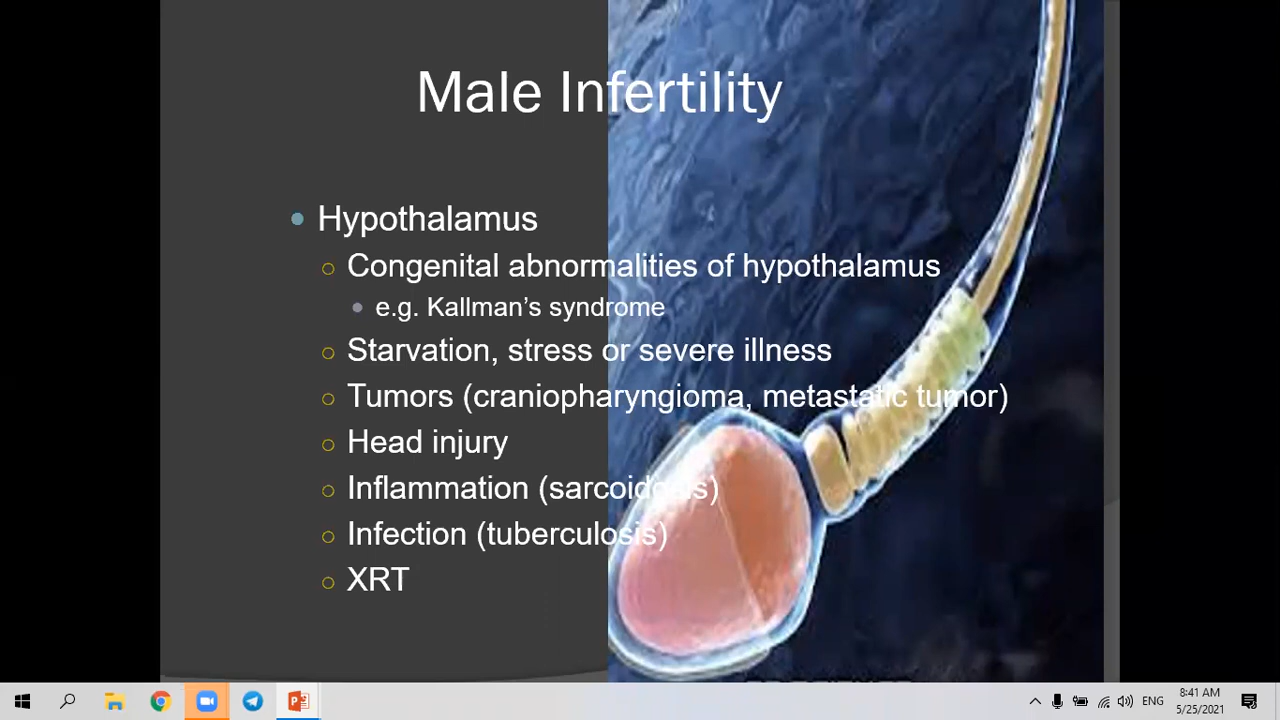 Male Infertility
Hypothalamus
Congenital abnormalities of hypothalamus
e.g. Kallman's syndrome
Starvation, stress or severe illness
Tumors (craniopharyngioma, metastatic tumor)
Head injury
Inflammation (sarcoidosis)
Infection (tuberculosis)
XRT
ENG
8:41 AM
5/25/2021